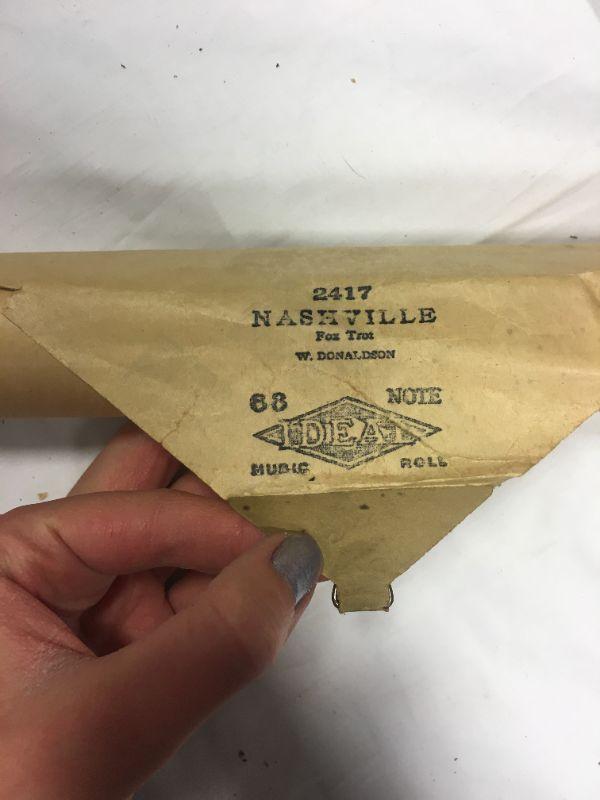 2417
NASHVILLE
Fox Trot
W. DONALDSON
88 NOTE
IDEAL
MUSIC ROLL